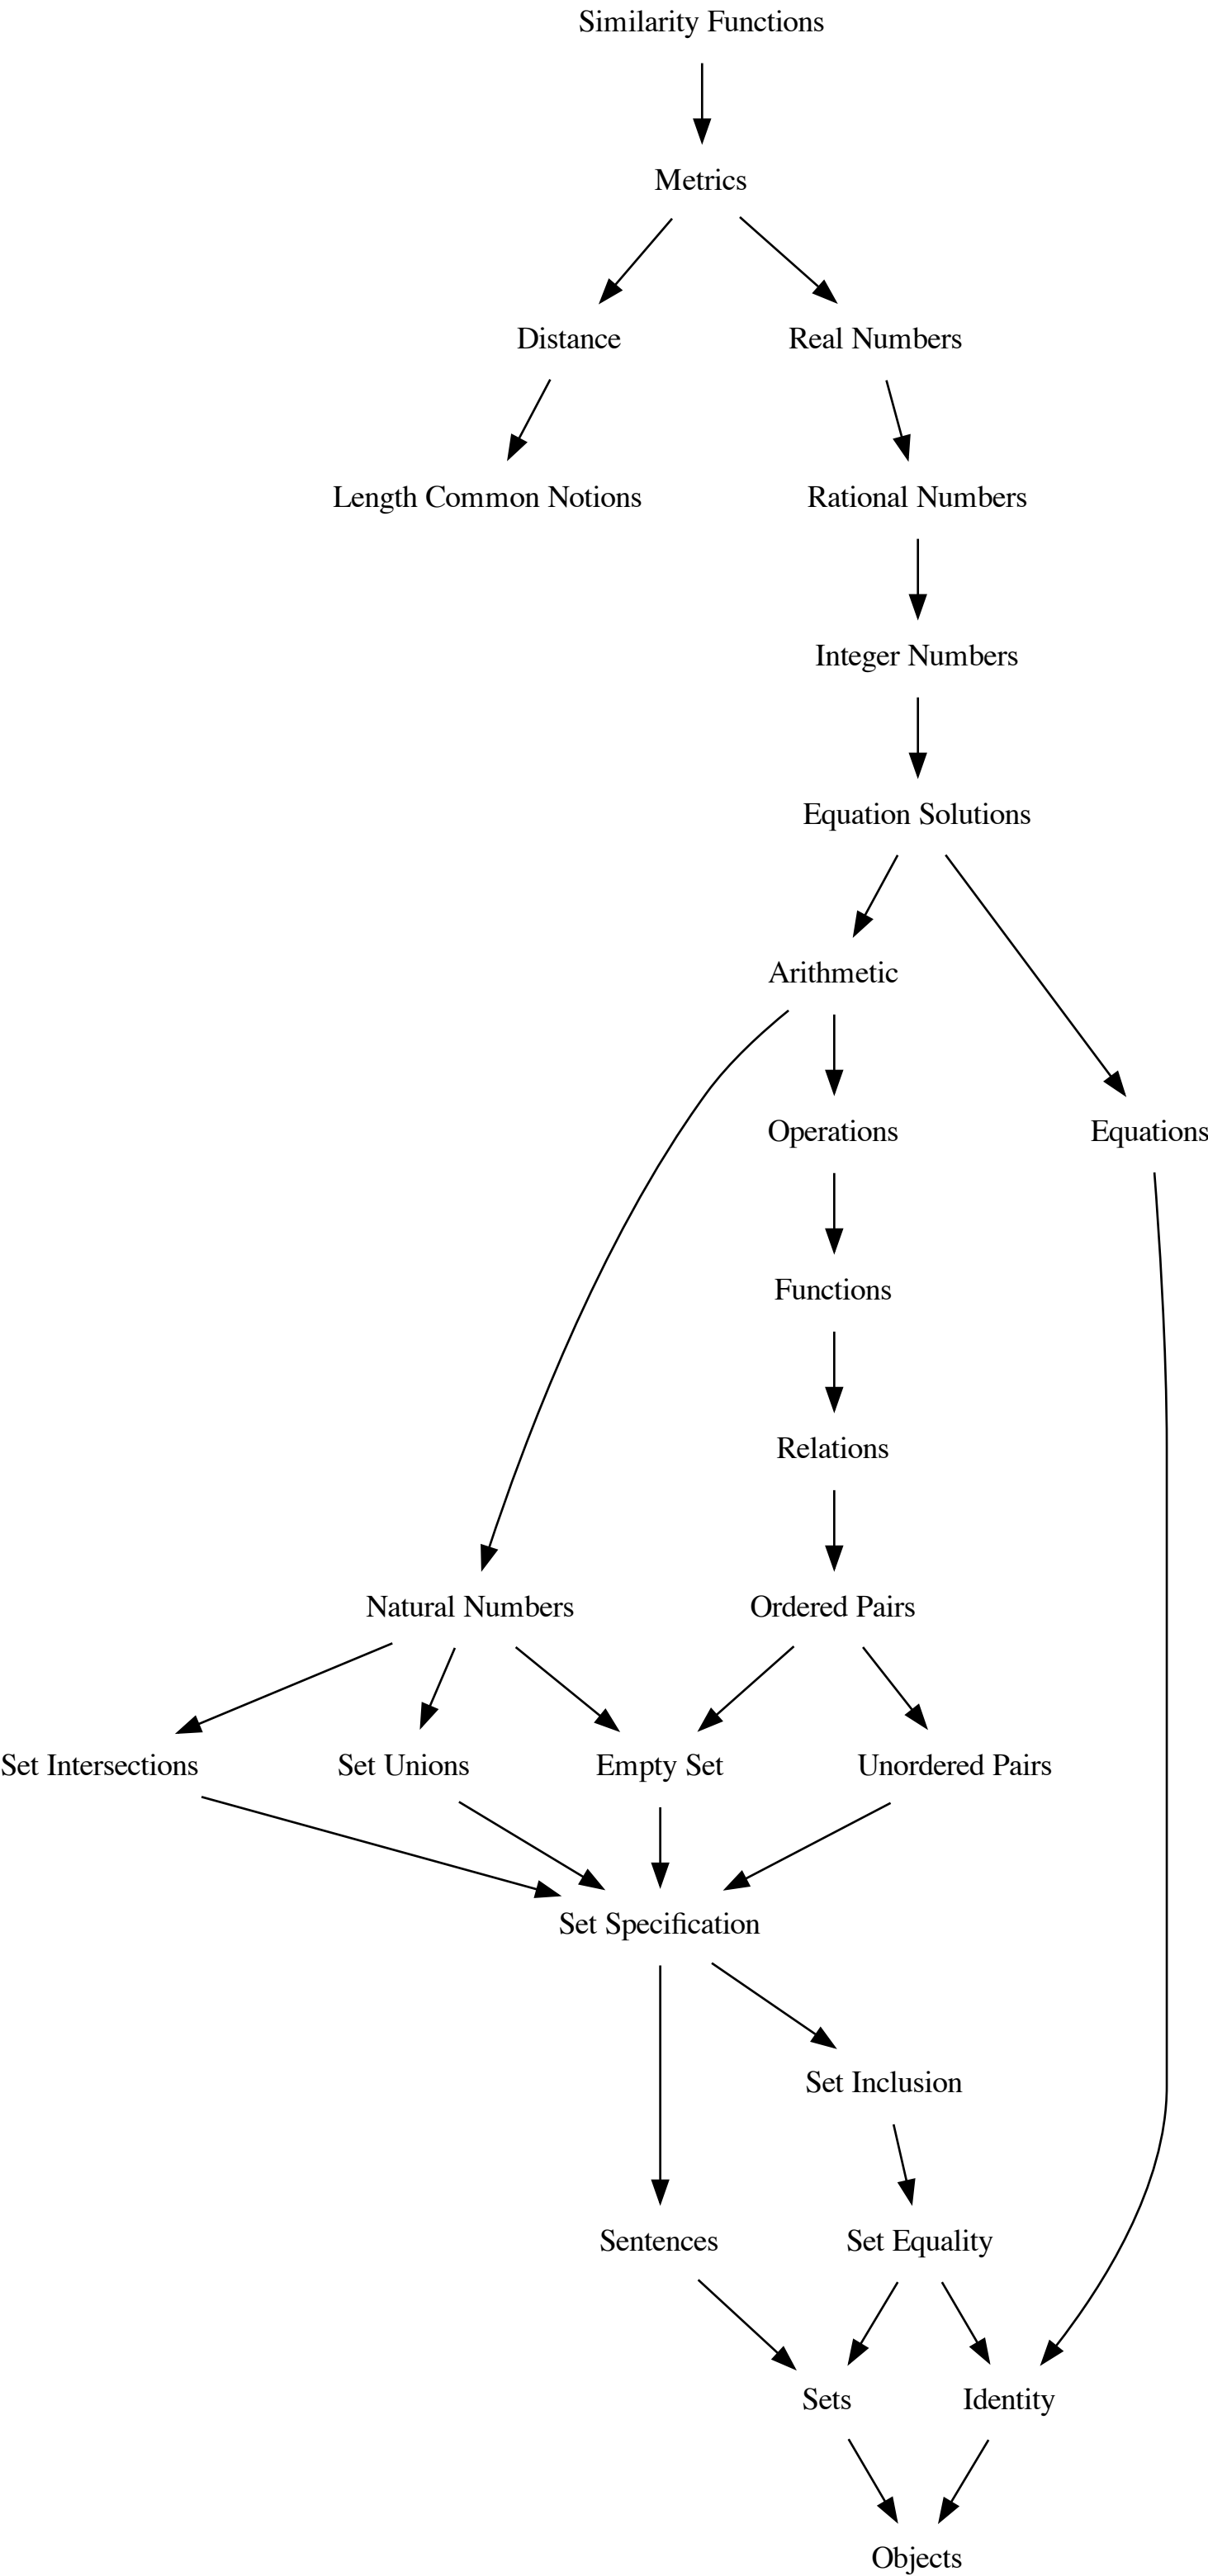 Similarity Functions
Metrics
Distance
Real Numbers
Length Common Notions
Rational Numbers
Integer Numbers
Equation Solutions
Arithmetic
Operations
Equations
Functions
Relations
Natural Numbers
Ordered Pairs
Set Intersections
Set Unions
Empty Set
Unordered Pairs
Set Specification
Set Inclusion
Sentences
Set Equality
Sets
Identity
Objects